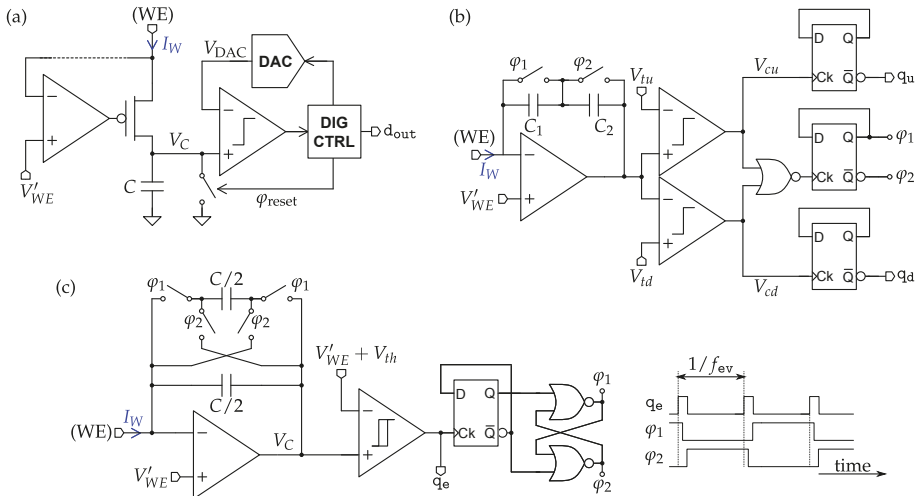 (a)
(WE)
I_W
V_DAC
DAC
−
+
−
+
V_C
DIG
CTRL
d_out
C
V'_WE
φ_reset
(b)
φ_1
φ_2
C_1
C_2
(WE)
I_W
−
V'_WE
+
V_tu
−
+
−
+
V_td
V_cu
V_cd
D
Q
Ck
Q̅
q_u
D
Q
φ_1
Ck
Q̅
φ_2
D
Q
Ck
Q̅
q_d
(c)
φ_1
C/2
φ_1
φ_2
φ_2
C/2
(WE)
I_W
−
V'_WE
+
V_C
V'_WE + V_th
−
+
q_e
D
Q
Ck
Q̅
φ_1
φ_2
1/f_ev
q_e
φ_1
φ_2
time